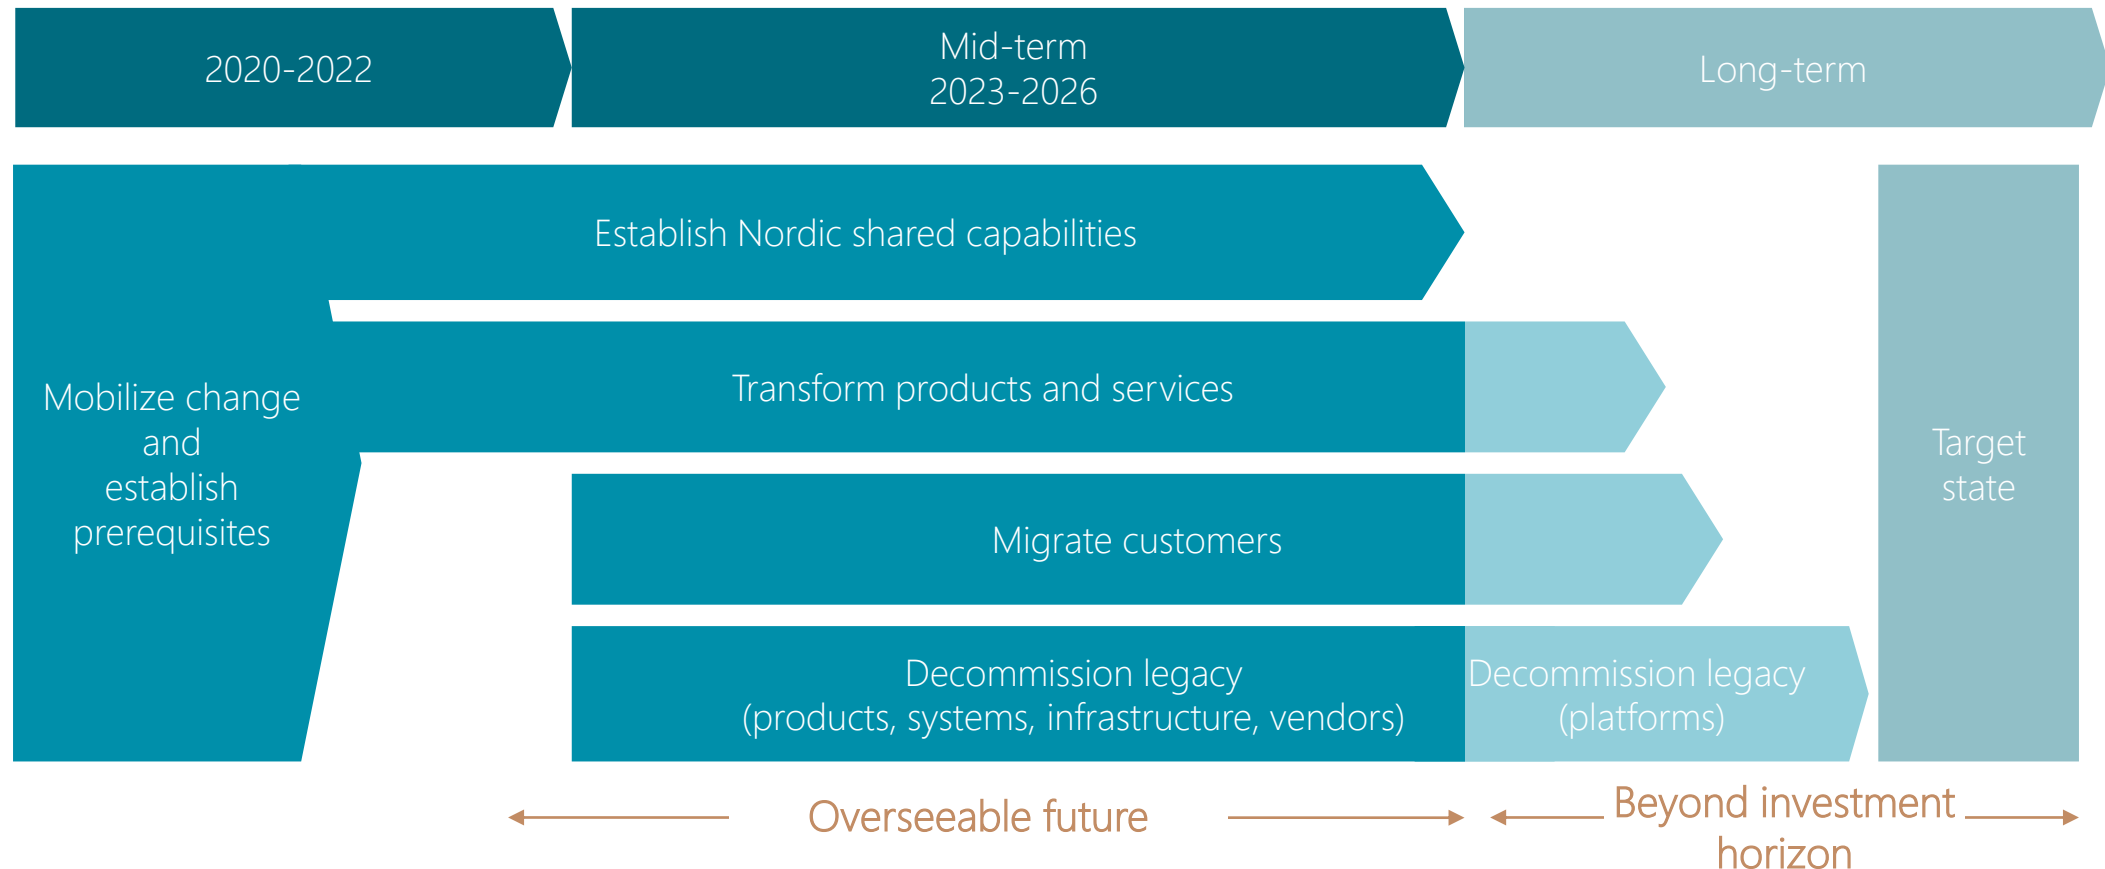 2020-2022
Mid-term
2023-2026
Long-term
Establish Nordic shared capabilities
Transform products and services
Mobilize change
and
establish
prerequisites
Migrate customers
Target
state
Decommission legacy
(products, systems, infrastructure, vendors)
Decommission legacy
(platforms)
Overseeable future
Beyond investment
horizon